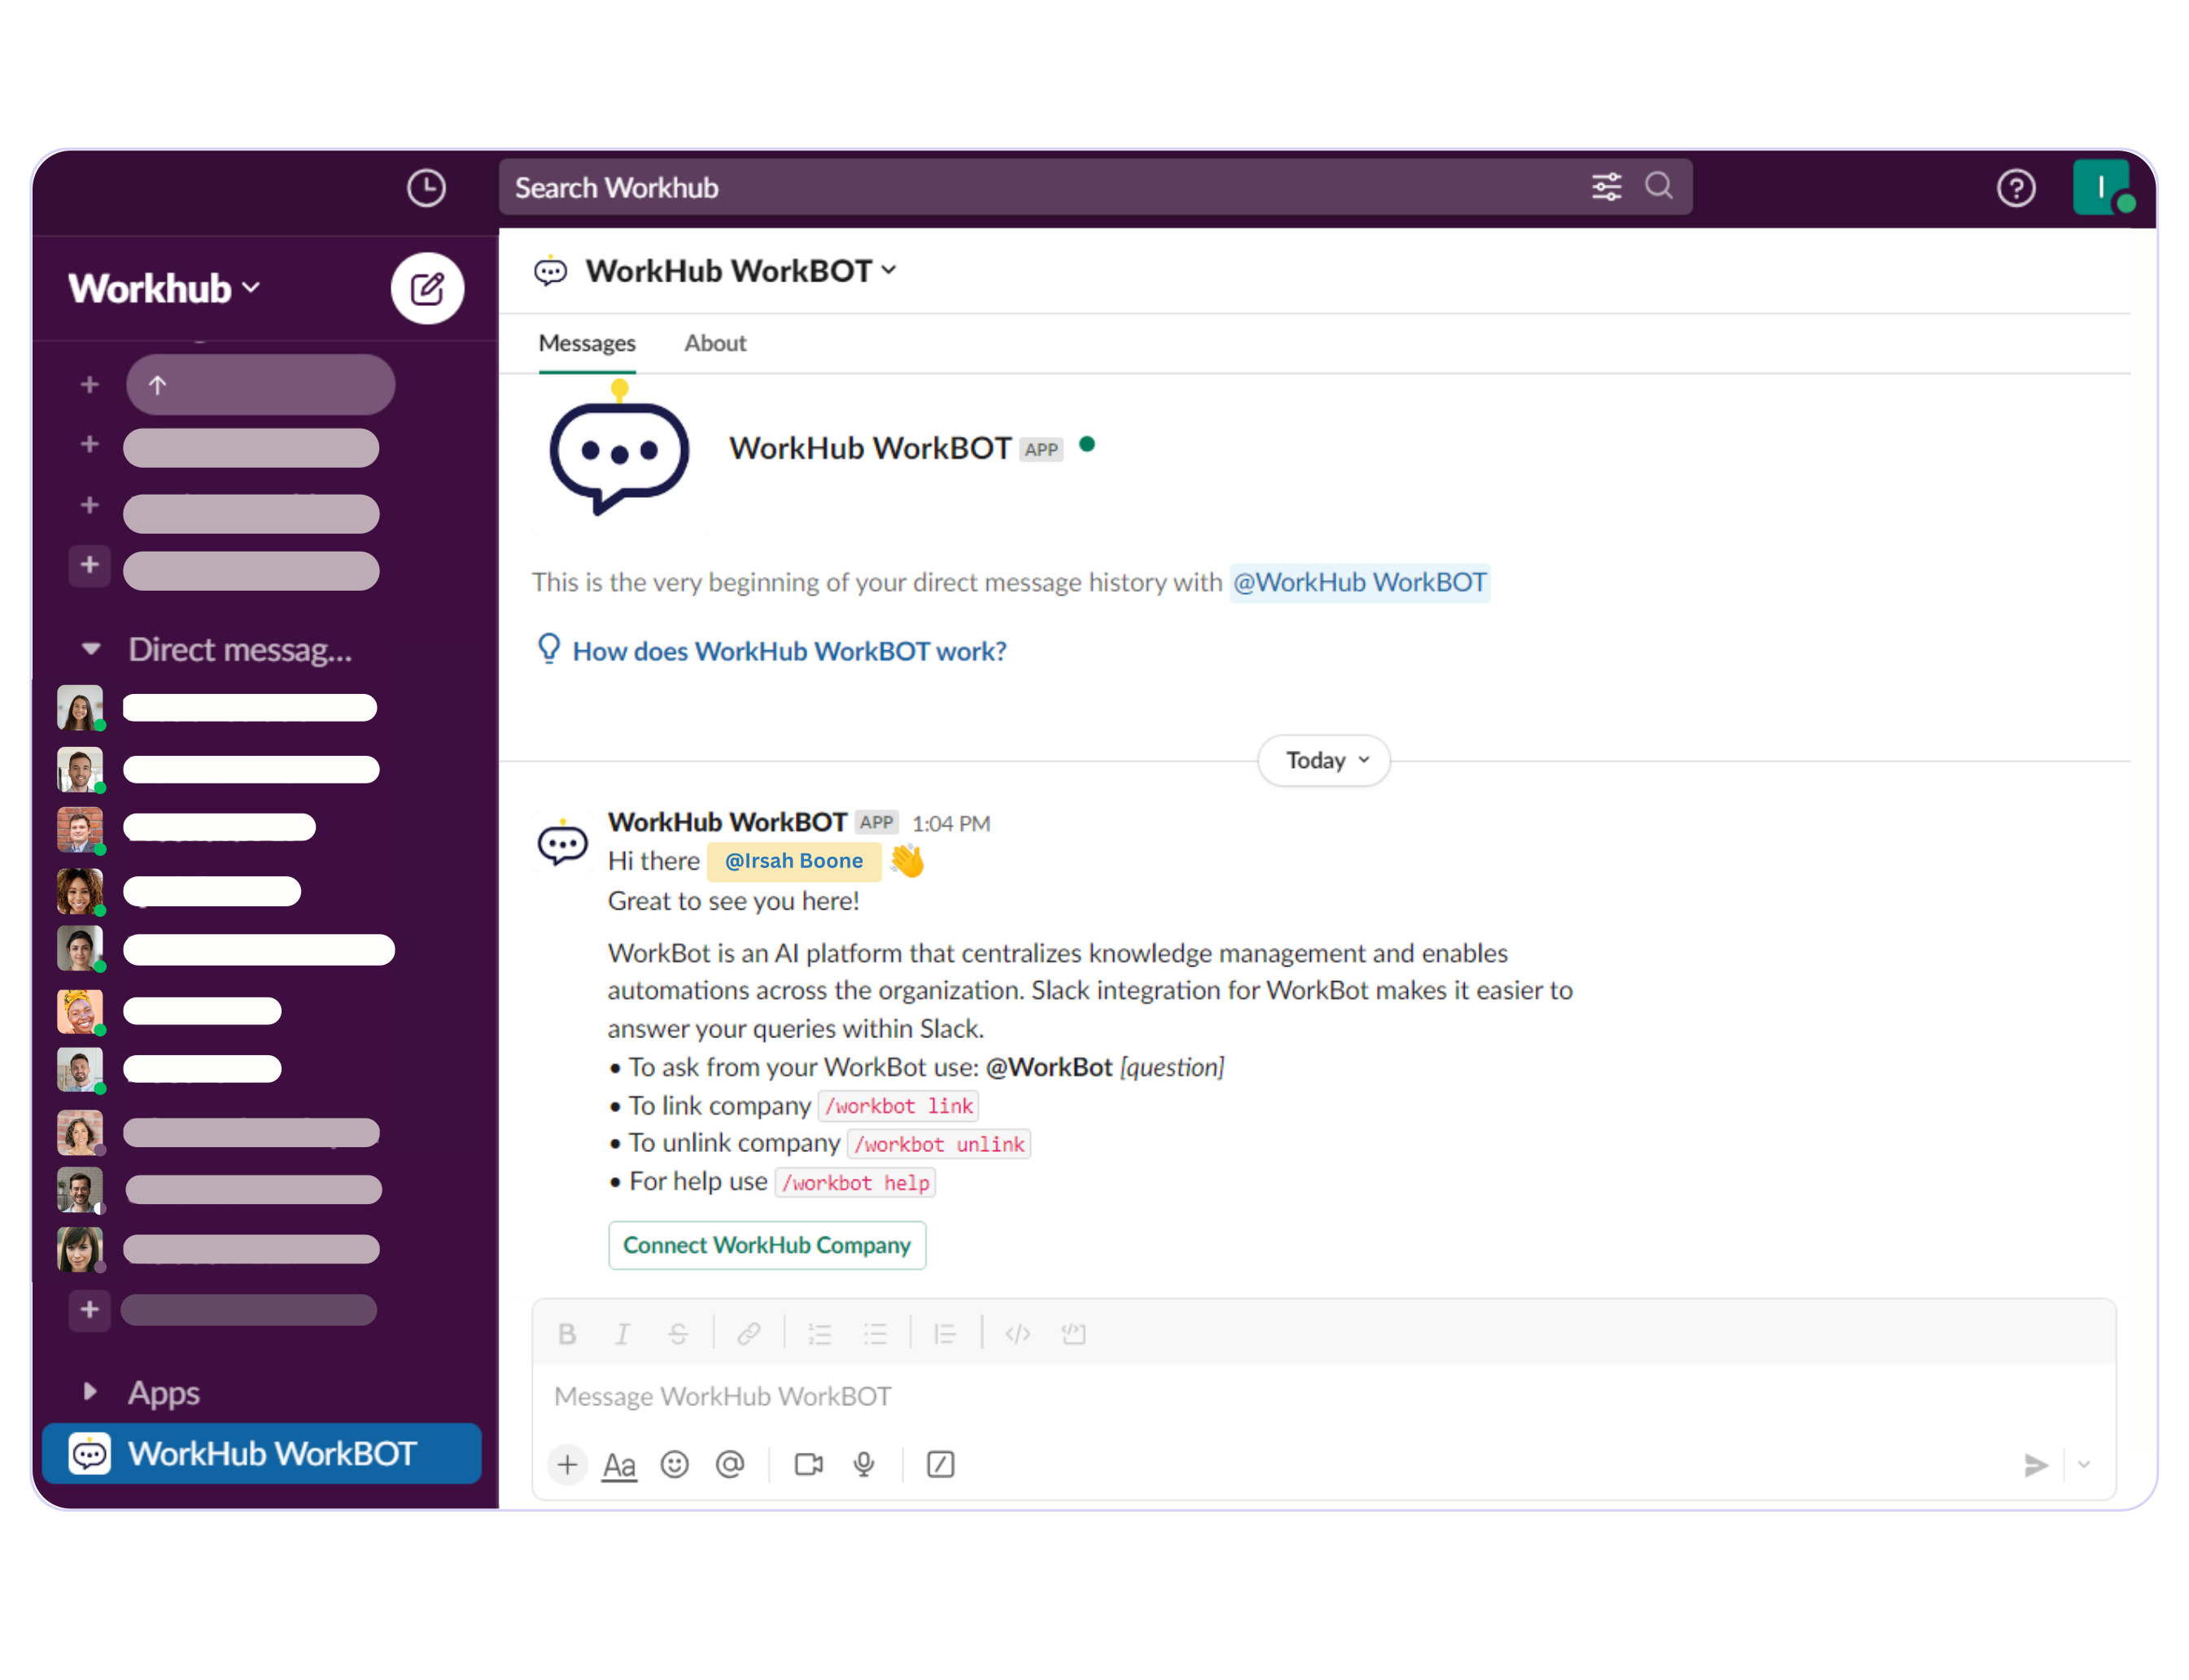 Search Workhub
I
Workhub
Direct messag...
Apps
WorkHub WorkBOT
WorkHub WorkBOT
Messages About
WorkHub WorkBOT APP
This is the very beginning of your direct message history with @WorkHub WorkBOT
How does WorkHub WorkBOT work?
Today
WorkHub WorkBOT APP 1:04 PM
Hi there @Irsah Boone 👋
Great to see you here!
WorkBot is an AI platform that centralizes knowledge management and enables
automations across the organization. Slack integration for WorkBot makes it easier to
answer your queries within Slack.
• To ask from your WorkBot use: @WorkBot [question]
• To link company /workbot link
• To unlink company /workbot unlink
• For help use /workbot help
Connect WorkHub Company
Message WorkHub WorkBOT
Aa